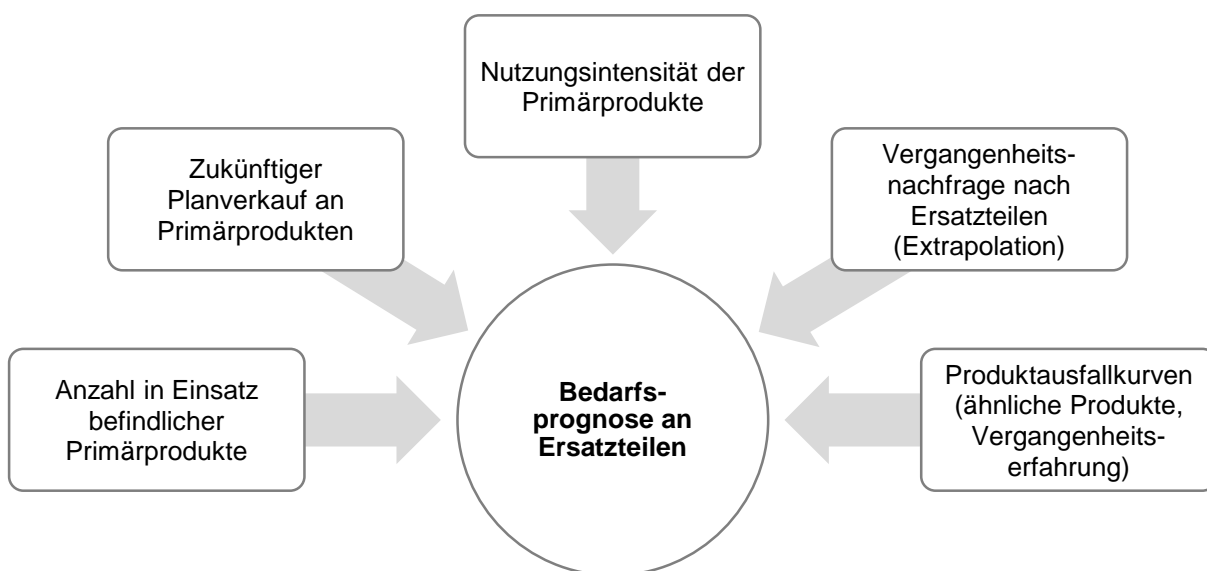 Nutzungsintensität der
Primärprodukte
Zukünftiger
Planverkauf an
Primärprodukten
Vergangenheits-
nachfrage nach
Ersatzteilen
(Extrapolation)
Anzahl in Einsatz
befindlicher
Primärprodukte
Bedarfs-
prognose an
Ersatzteilen
Produktausfallkurven
(ähnliche Produkte,
Vergangenheits-
erfahrung)